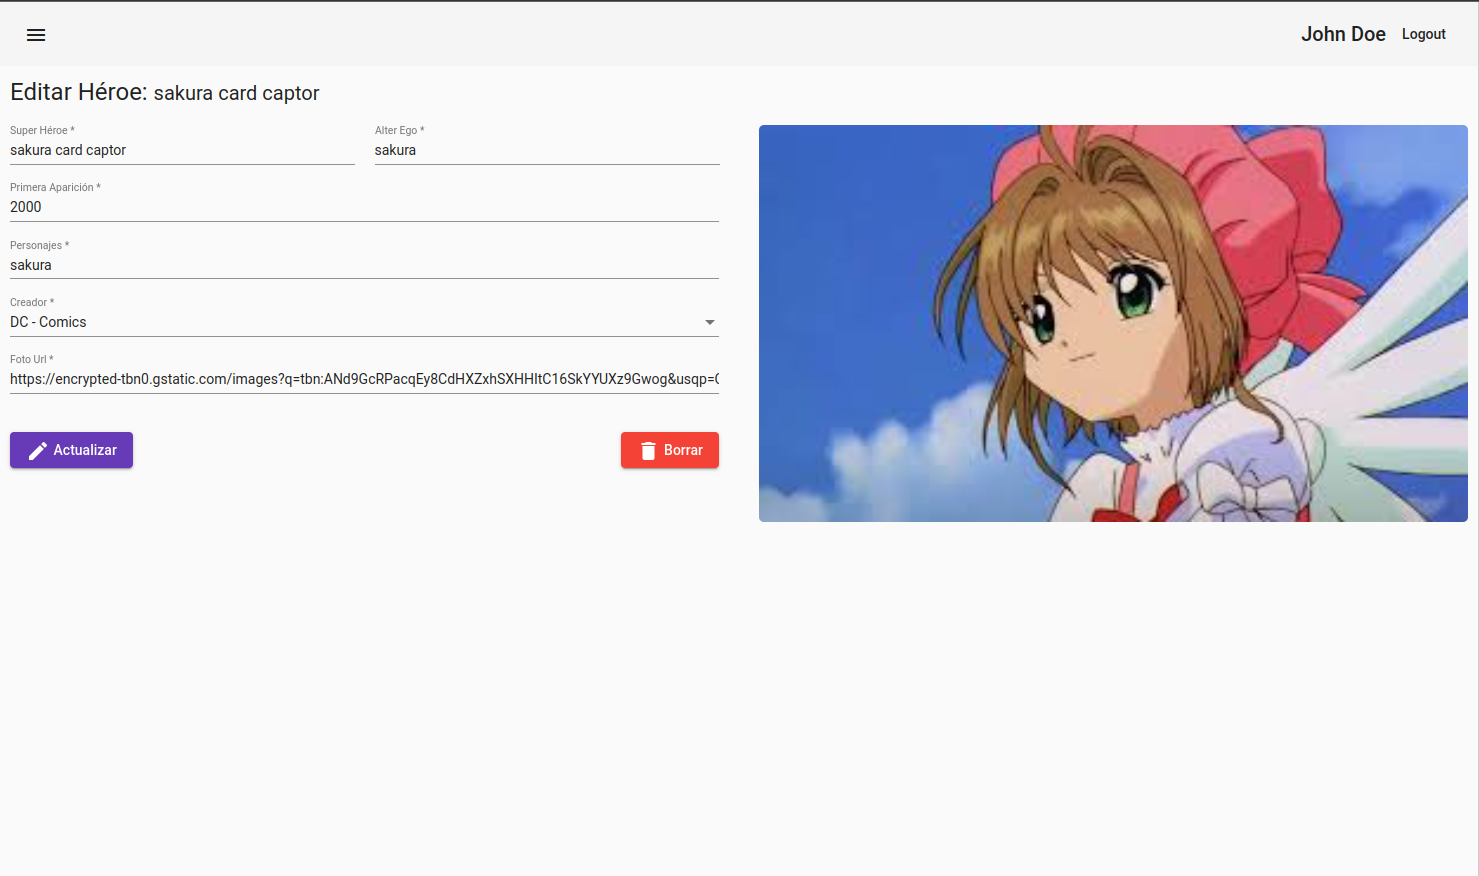 John Doe Logout
Editar Héroe: sakura card captor
Super Héroe * Alter Ego *
sakura card captor sakura
Primera Aparición *
2000
Personajes *
sakura
Creador *
DC - Comics
Foto Url *
https://encrypted-tbn0.gstatic.com/images?q=tbn:ANd9GcRPacqEy8CdHXZxhSXHHItC16SkYYUXz9Gwog&usqp=C
Actualizar Borrar